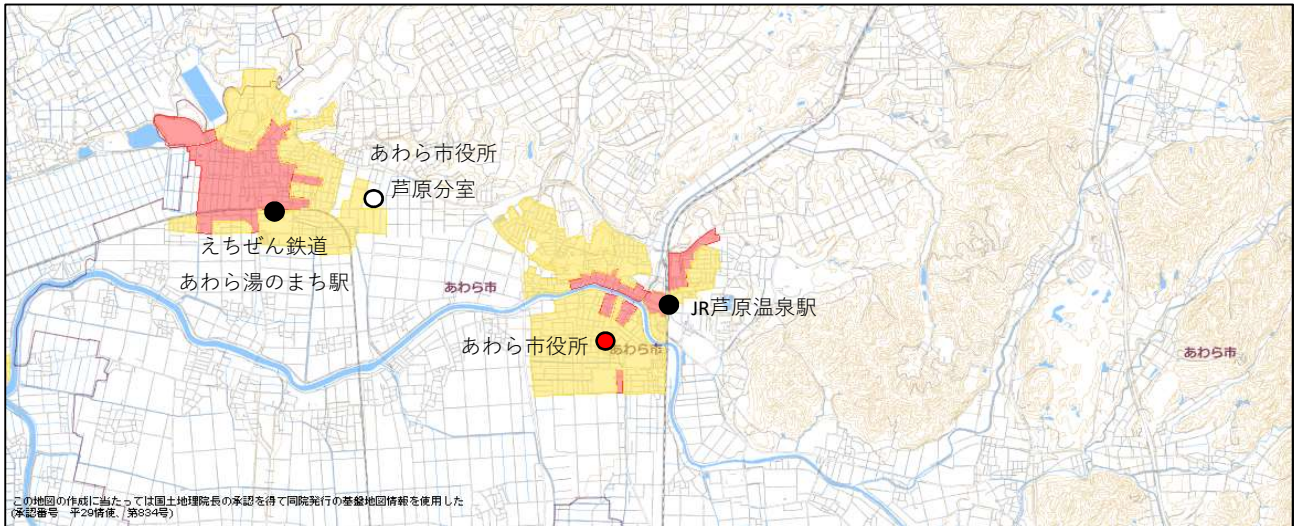 あわら市役所
芦原分室
えちぜん鉄道
あわら湯のまち駅
あわら市
JR芦原温泉駅
あわら市役所
あわら市
あわら市
この地図の作成に当たっては国土地理院長の承認を得て同院発行の基盤地図情報を使用した
(承認番号 平29情使、第834号)